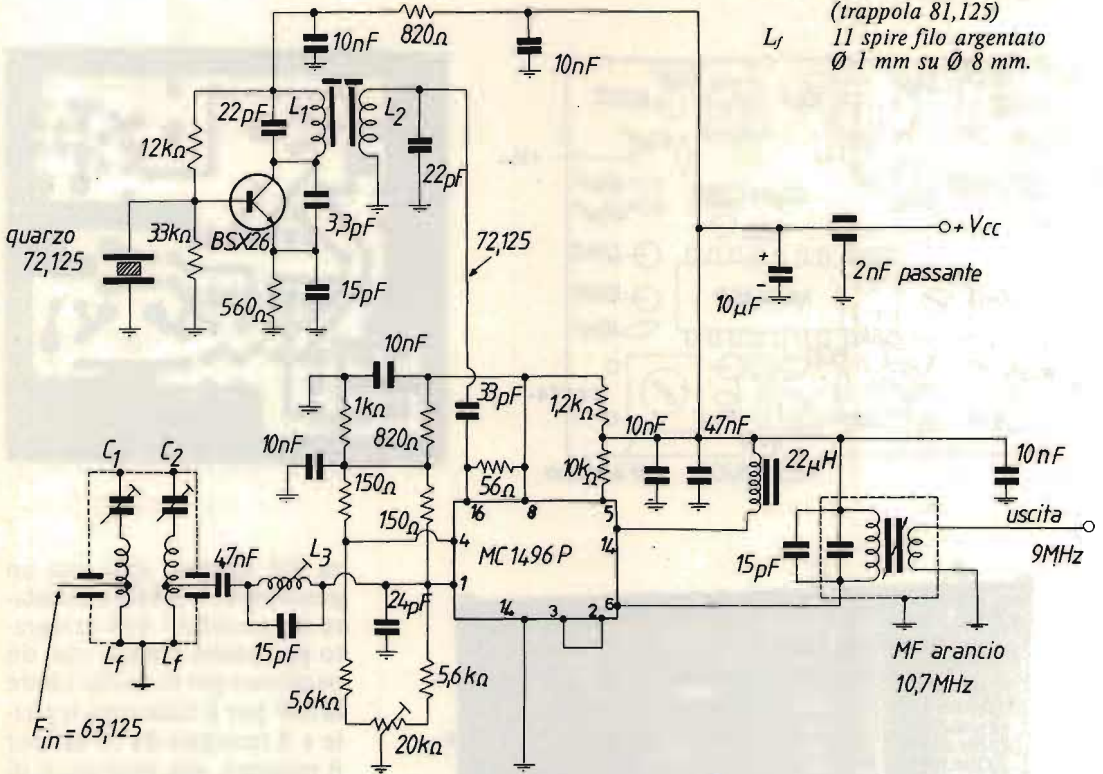 (trappola 81,125)
Lf 11 spire filo argentato
Ø 1 mm su Ø 8 mm.
10nF
820Ω
10nF
22pF
L1
L2
22pF
12kΩ
33kΩ
BSX26
3,3pF
quarzo
72,125
560Ω
15pF
72,125
+Vcc
+
-
10µF
2nF passante
10nF
1kΩ
820Ω
33pF
1,2kΩ
10nF
47nF
10nF
150Ω
150Ω
56Ω
10kΩ
22µH
10nF
C1
C2
16
8
5
47nF
L3
4
MC1496P
14
uscita
9MHz
15pF
1
24pF
6
14
3
2
15pF
Lf
Lf
5,6kΩ
5,6kΩ
MF arancio
10,7MHz
20kΩ
Fin = 63,125